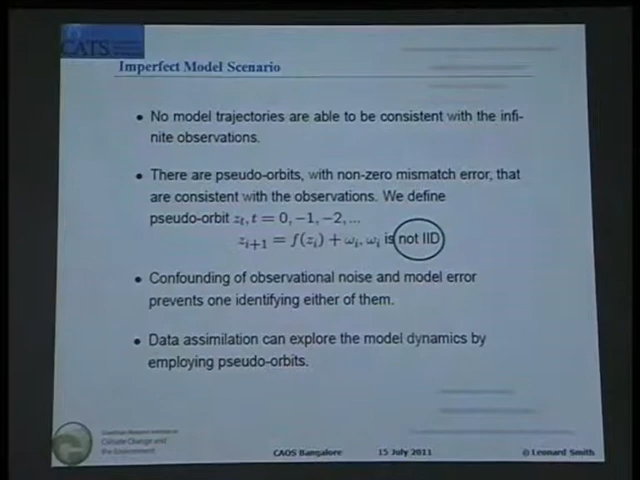 CATS
Imperfect Model Scenario
• No model trajectories are able to be consistent with the infi-
nite observations.
• There are pseudo-orbits, with non-zero mismatch error, that
are consistent with the observations. We define
pseudo-orbit z_t, t = 0, −1, −2, ...
z_{i+1} = f(z_i) + ω_i, ω_i is not IID
• Confounding of observational noise and model error
prevents one identifying either of them.
• Data assimilation can explore the model dynamics by
employing pseudo-orbits.
Climate Change and
the Environment
CAOS Bangalore 15 July 2011 © Leonard Smith